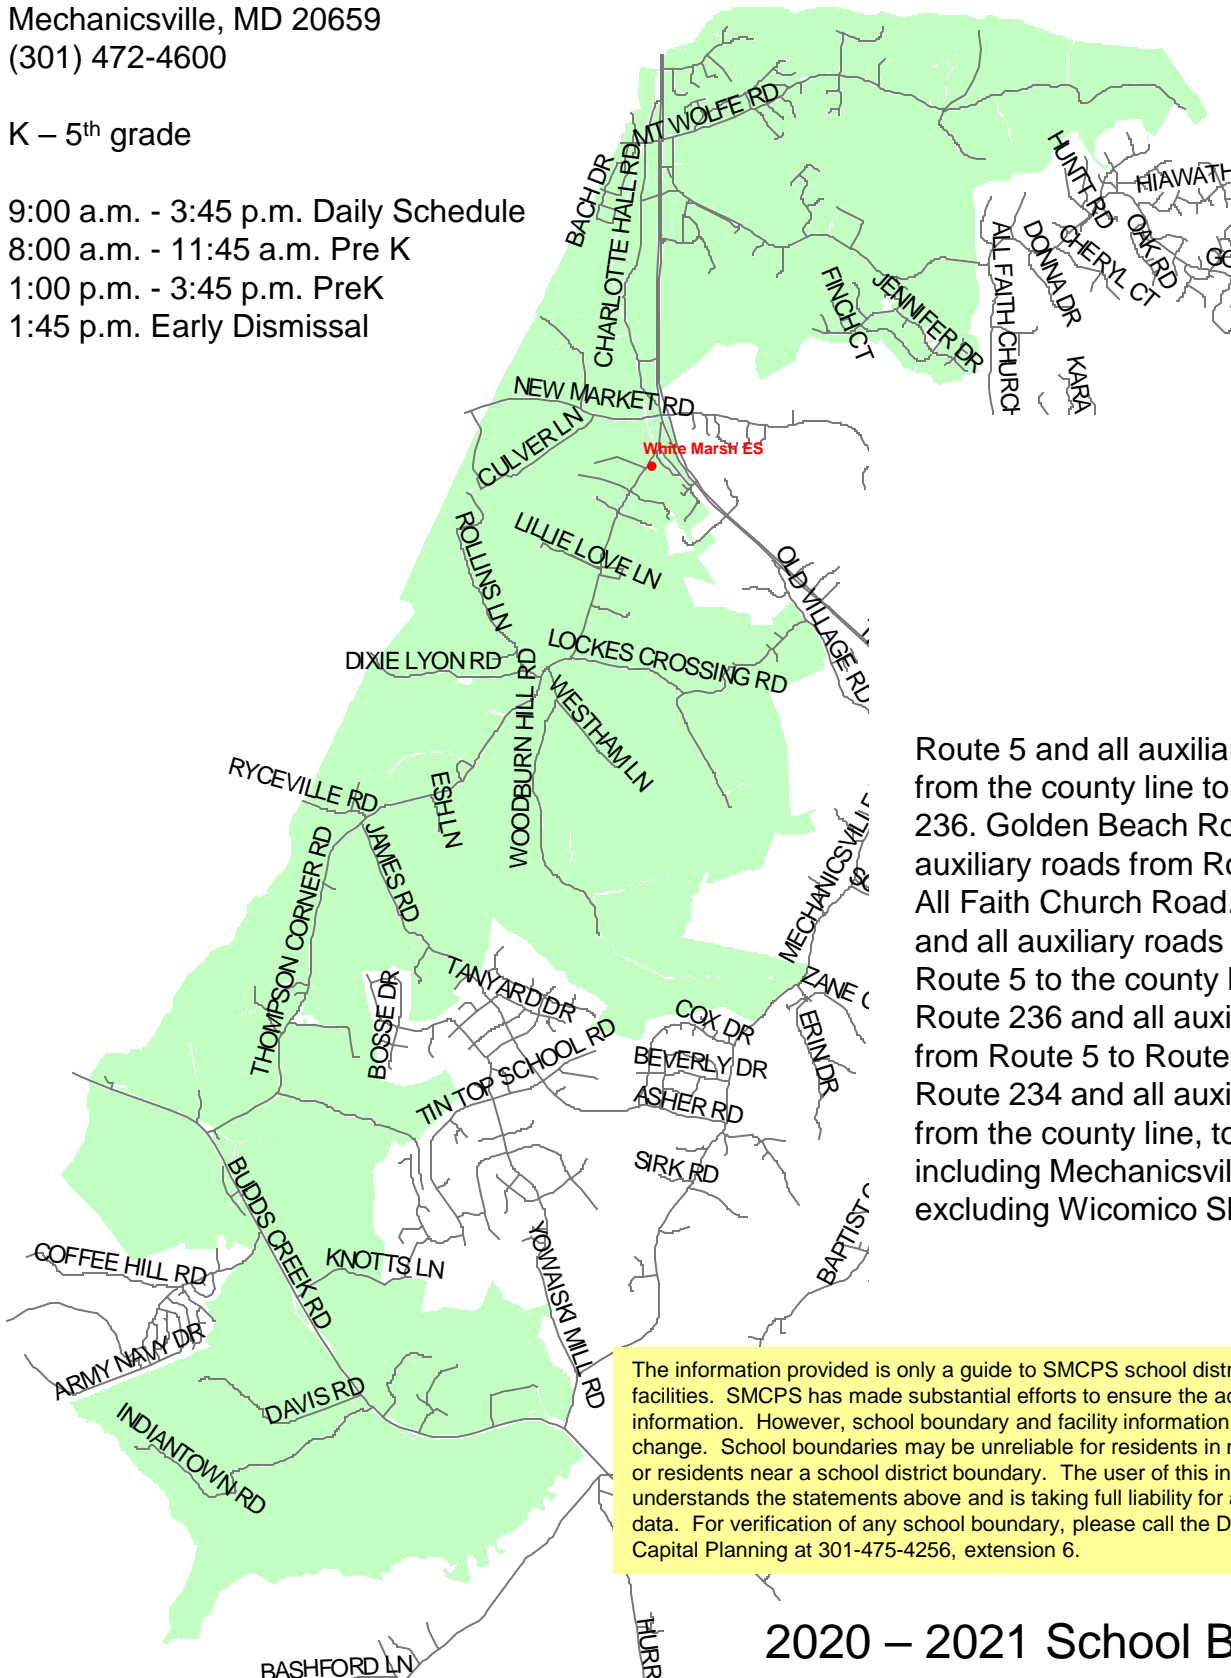 Mechanicsville, MD 20659
(301) 472-4600
K – 5th grade
9:00 a.m. - 3:45 p.m. Daily Schedule
8:00 a.m. - 11:45 a.m. Pre K
1:00 p.m. - 3:45 p.m. PreK
1:45 p.m. Early Dismissal
MT WOLFE RD
BACH DR
CHARLOTTE HALL RD
HUNTT RD
HIAWATH
OAK RD
GO
ALL FAITH CHURCH
DONNA DR
CHERYL CT
FINCH CT
JENNIFER DR
KARA
NEW MARKET RD
CULVER LN
White Marsh ES
ROLLINS LN
LILLIE LOVE LN
OLD VILLAGE RD
DIXIE LYON RD
LOCKES CROSSING RD
WOODBURN HILL RD
WESTHAM LN
RYCEVILLE RD
ESH LN
JAMES RD
THOMPSON CORNER RD
MECHANICSVILLE
TANYARD DR
BOSSE DR
ZANE
COX DR
ERIN DR
TIN TOP SCHOOL RD
BEVERLY DR
ASHER RD
SIRK RD
BUDDS CREEK RD
BAPTIST
COFFEE HILL RD
KNOTTS LN
YOWAISKI MILL RD
ARMY NAVY DR
DAVIS RD
INDIANTOWN RD
BASHFORD LN
HURR
Route 5 and all auxiliar
from the county line to
236. Golden Beach Ro
auxiliary roads from Ro
All Faith Church Road.
and all auxiliary roads
Route 5 to the county l
Route 236 and all auxi
from Route 5 to Route
Route 234 and all auxi
from the county line, to
including Mechanicsvil
excluding Wicomico Sh
The information provided is only a guide to SMCPS school distr
facilities. SMCPS has made substantial efforts to ensure the ac
information. However, school boundary and facility information
change. School boundaries may be unreliable for residents in n
or residents near a school district boundary. The user of this in
understands the statements above and is taking full liability for a
data. For verification of any school boundary, please call the D
Capital Planning at 301-475-4256, extension 6.
2020 – 2021 School B